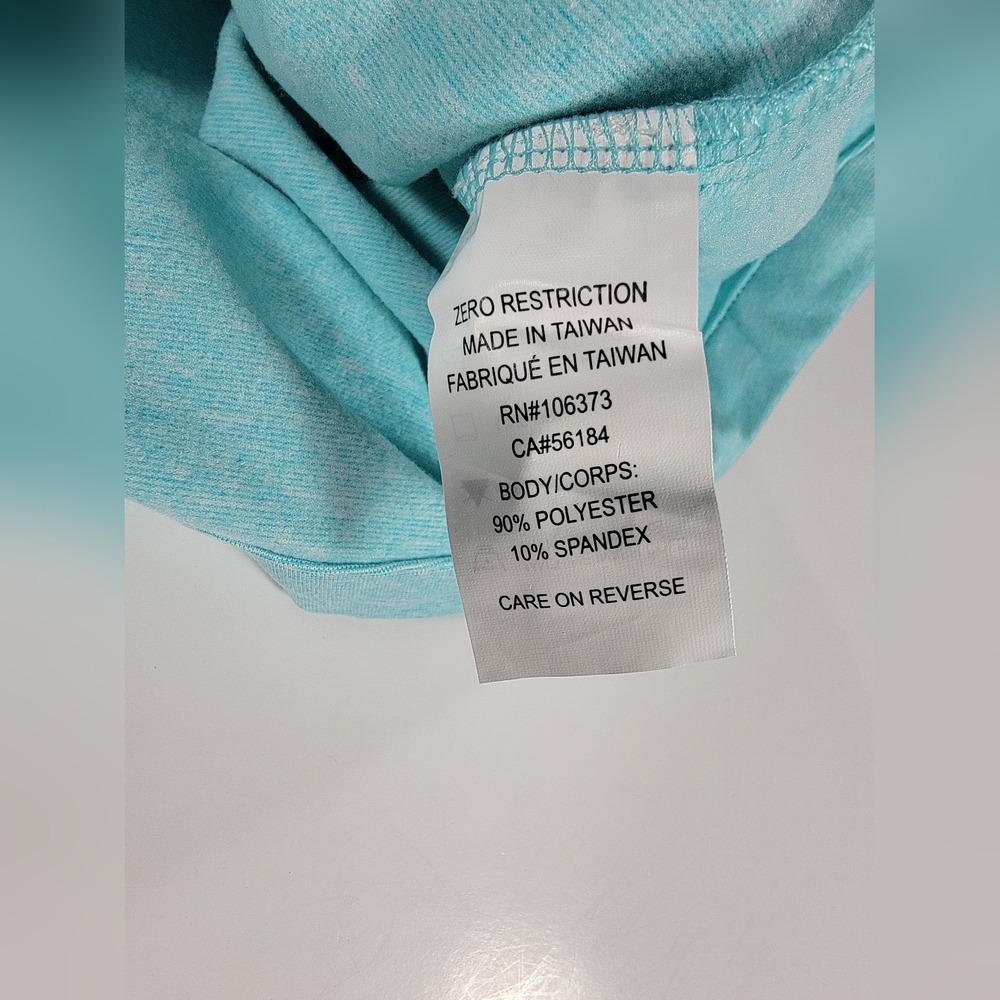 ZERO RESTRICTION
MADE IN TAIWAN
FABRIQUÉ EN TAIWAN
RN#106373
CA#56184
BODY/CORPS:
90% POLYESTER
10% SPANDEX
CARE ON REVERSE